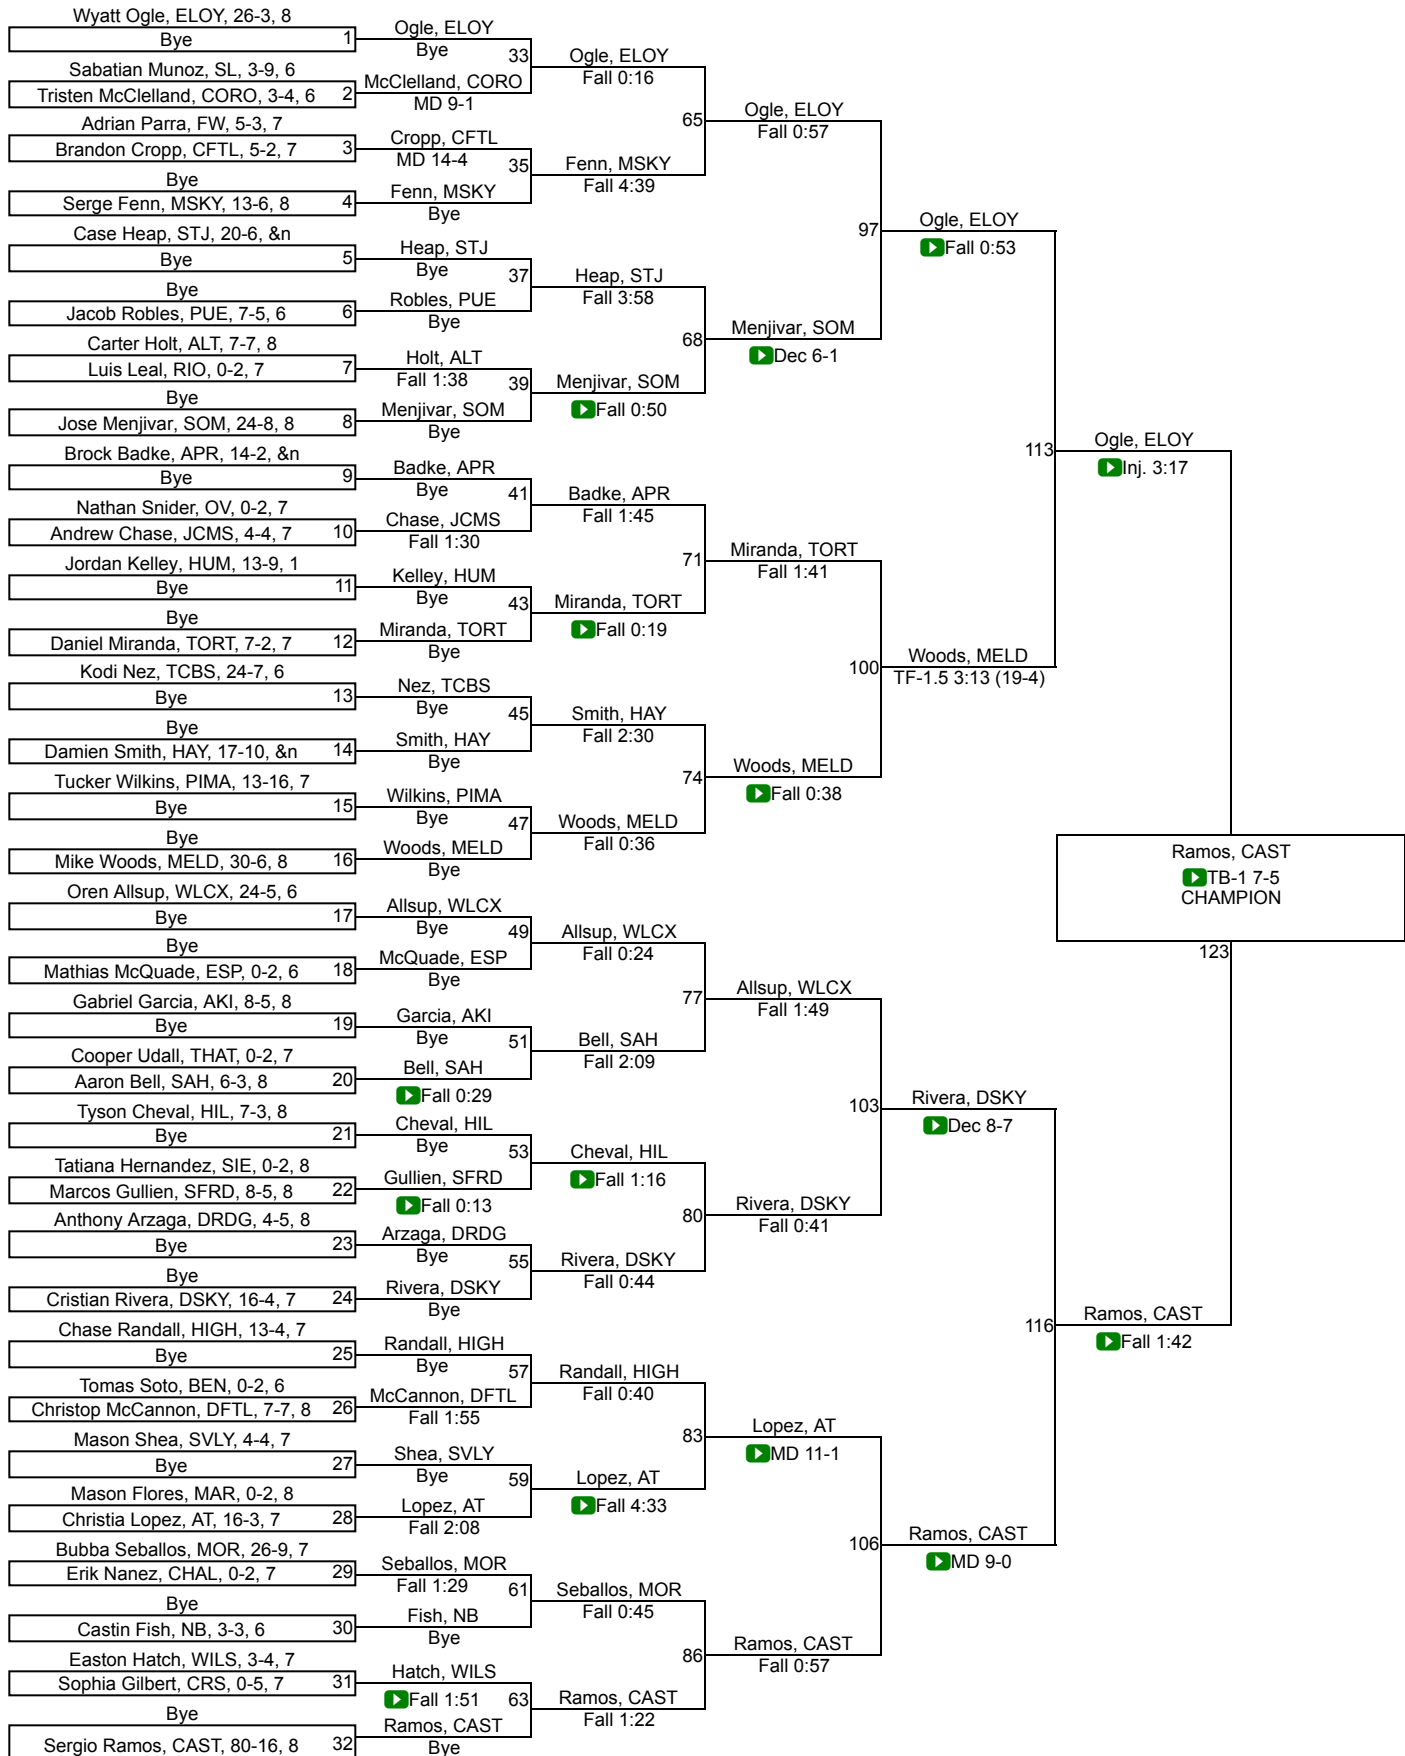 Wyatt Ogle, ELOY, 26-3, 8
Bye 1
Sabatian Munoz, SL, 3-9, 6
Tristen McClelland, CORO, 3-4, 6 2
Adrian Parra, FW, 5-3, 7
Brandon Cropp, CFTL, 5-2, 7 3
Bye
Serge Fenn, MSKY, 13-6, 8 4
Case Heap, STJ, 20-6, &n
Bye 5
Bye
Jacob Robles, PUE, 7-5, 6 6
Carter Holt, ALT, 7-7, 8
Luis Leal, RIO, 0-2, 7 7
Bye
Jose Menjivar, SOM, 24-8, 8 8
Brock Badke, APR, 14-2, &n
Bye 9
Nathan Snider, OV, 0-2, 7
Andrew Chase, JCMS, 4-4, 7 10
Jordan Kelley, HUM, 13-9, 1
Bye 11
Bye
Daniel Miranda, TORT, 7-2, 7 12
Kodi Nez, TCBS, 24-7, 6
Bye 13
Bye
Damien Smith, HAY, 17-10, &n 14
Tucker Wilkins, PIMA, 13-16, 7
Bye 15
Bye
Mike Woods, MELD, 30-6, 8 16
Oren Allsup, WLCX, 24-5, 6
Bye 17
Bye
Mathias McQuade, ESP, 0-2, 6 18
Gabriel Garcia, AKI, 8-5, 8
Bye 19
Cooper Udall, THAT, 0-2, 7
Aaron Bell, SAH, 6-3, 8 20
Tyson Cheval, HIL, 7-3, 8
Bye 21
Tatiana Hernandez, SIE, 0-2, 8
Marcos Gullien, SFRD, 8-5, 8 22
Anthony Arzaga, DRDG, 4-5, 8
Bye 23
Bye
Cristian Rivera, DSKY, 16-4, 7 24
Chase Randall, HIGH, 13-4, 7
Bye 25
Tomas Soto, BEN, 0-2, 6
Christop McCannon, DFTL, 7-7, 8 26
Mason Shea, SVLY, 4-4, 7
Bye 27
Mason Flores, MAR, 0-2, 8
Christia Lopez, AT, 16-3, 7 28
Bubba Seballos, MOR, 26-9, 7
Erik Nanez, CHAL, 0-2, 7 29
Bye
Castin Fish, NB, 3-3, 6 30
Easton Hatch, WILS, 3-4, 7
Sophia Gilbert, CRS, 0-5, 7 31
Bye
Sergio Ramos, CAST, 80-16, 8 32
Ogle, ELOY
Bye
33
McClelland, CORO
MD 9-1
Cropp, CFTL
MD 14-4
35
Fenn, MSKY
Bye
Heap, STJ
Bye
37
Robles, PUE
Bye
Holt, ALT
Fall 1:38
39
Menjivar, SOM
Bye
Badke, APR
Bye
41
Chase, JCMS
Fall 1:30
Kelley, HUM
Bye
43
Miranda, TORT
Bye
Nez, TCBS
Bye
45
Smith, HAY
Bye
Wilkins, PIMA
Bye
47
Woods, MELD
Bye
Allsup, WLCX
Bye
49
McQuade, ESP
Bye
Garcia, AKI
Bye
51
Bell, SAH
Fall 0:29
Cheval, HIL
Bye
53
Gullien, SFRD
Fall 0:13
Arzaga, DRDG
Bye
55
Rivera, DSKY
Bye
Randall, HIGH
Bye
57
McCannon, DFTL
Fall 1:55
Shea, SVLY
Bye
59
Lopez, AT
Fall 2:08
Seballos, MOR
Fall 1:29
61
Fish, NB
Bye
Hatch, WILS
Fall 1:51
63
Ramos, CAST
Bye
Ogle, ELOY
Fall 0:16
65
Fenn, MSKY
Fall 4:39
Heap, STJ
Fall 3:58
68
Menjivar, SOM
Fall 0:50
Badke, APR
Fall 1:45
71
Miranda, TORT
Fall 0:19
Smith, HAY
Fall 2:30
74
Woods, MELD
Fall 0:36
Allsup, WLCX
Fall 0:24
77
Bell, SAH
Fall 2:09
Cheval, HIL
Fall 1:16
80
Rivera, DSKY
Fall 0:44
Randall, HIGH
Fall 0:40
83
Lopez, AT
Fall 4:33
Seballos, MOR
Fall 0:45
86
Ramos, CAST
Fall 1:22
Ogle, ELOY
Fall 0:57
97
Menjivar, SOM
Dec 6-1
Miranda, TORT
Fall 1:41
100
Woods, MELD
Fall 0:38
Allsup, WLCX
Fall 1:49
103
Rivera, DSKY
Fall 0:41
Lopez, AT
MD 11-1
106
Ramos, CAST
Fall 0:57
Ogle, ELOY
Fall 0:53
113
Woods, MELD
TF-1.5 3:13 (19-4)
Rivera, DSKY
Dec 8-7
116
Ramos, CAST
MD 9-0
Ogle, ELOY
Inj. 3:17
Ramos, CAST
Fall 1:42
Ramos, CAST
TB-1 7-5
CHAMPION
123